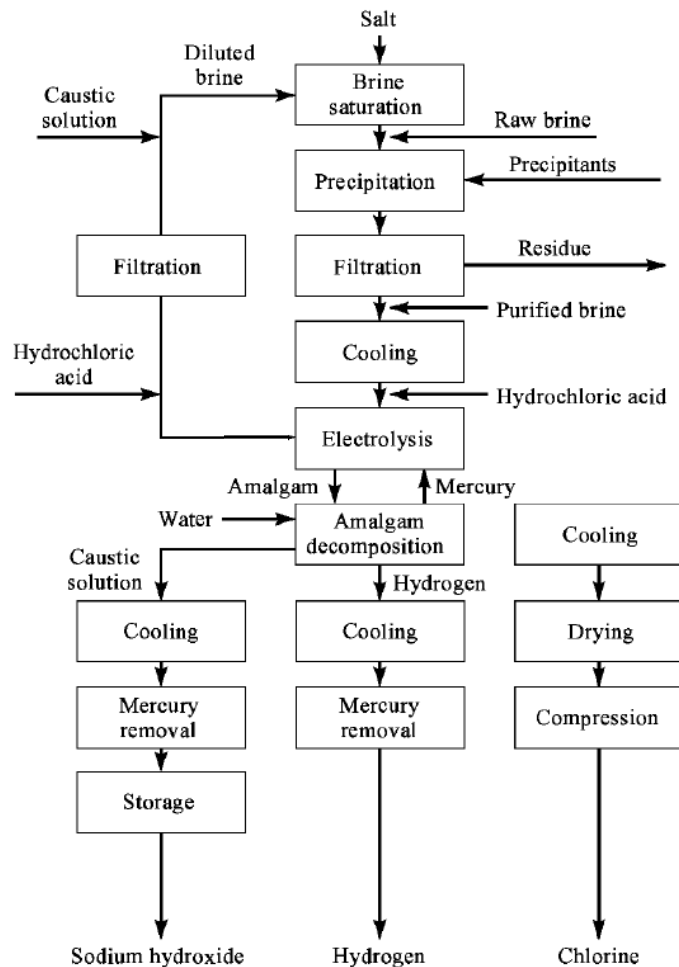 Salt
Diluted
brine
Brine
saturation
Caustic
solution
Raw brine
Precipitants
Precipitation
Filtration
Filtration
Residue
Purified brine
Cooling
Hydrochloric
acid
Hydrochloric acid
Electrolysis
Amalgam
Mercury
Water
Amalgam
decomposition
Cooling
Caustic
solution
Hydrogen
Cooling
Cooling
Drying
Mercury
removal
Mercury
removal
Compression
Storage
Sodium hydroxide
Hydrogen
Chlorine